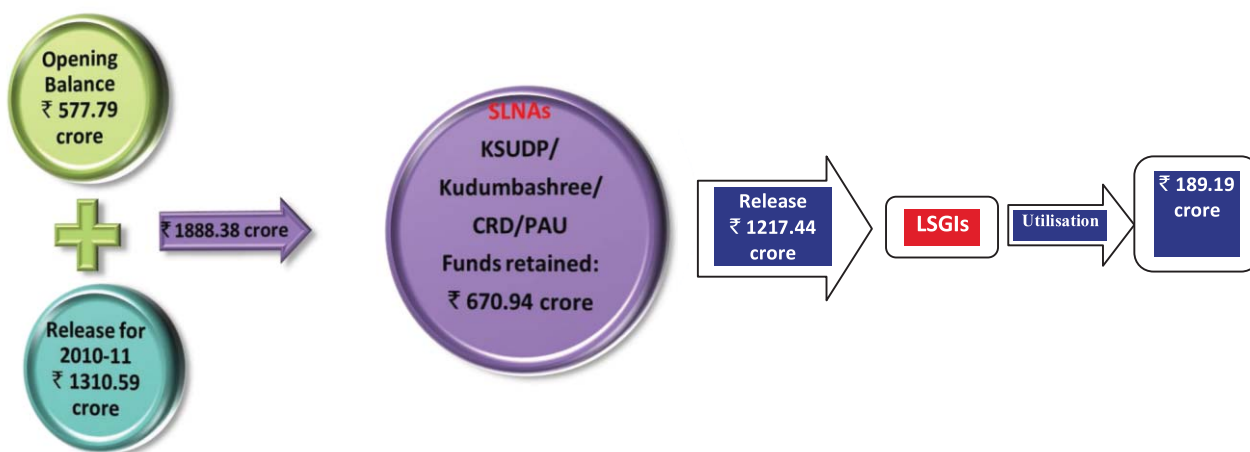 Opening
Balance
₹ 577.79
crore
Release for
2010-11
₹ 1310.59
crore
₹ 1888.38 crore
SLNAs
KSUDP/
Kudumbashree/
CRD/PAU
Funds retained:
₹ 670.94 crore
Release
₹ 1217.44
crore
LSGIs
Utilisation
₹ 189.19
crore